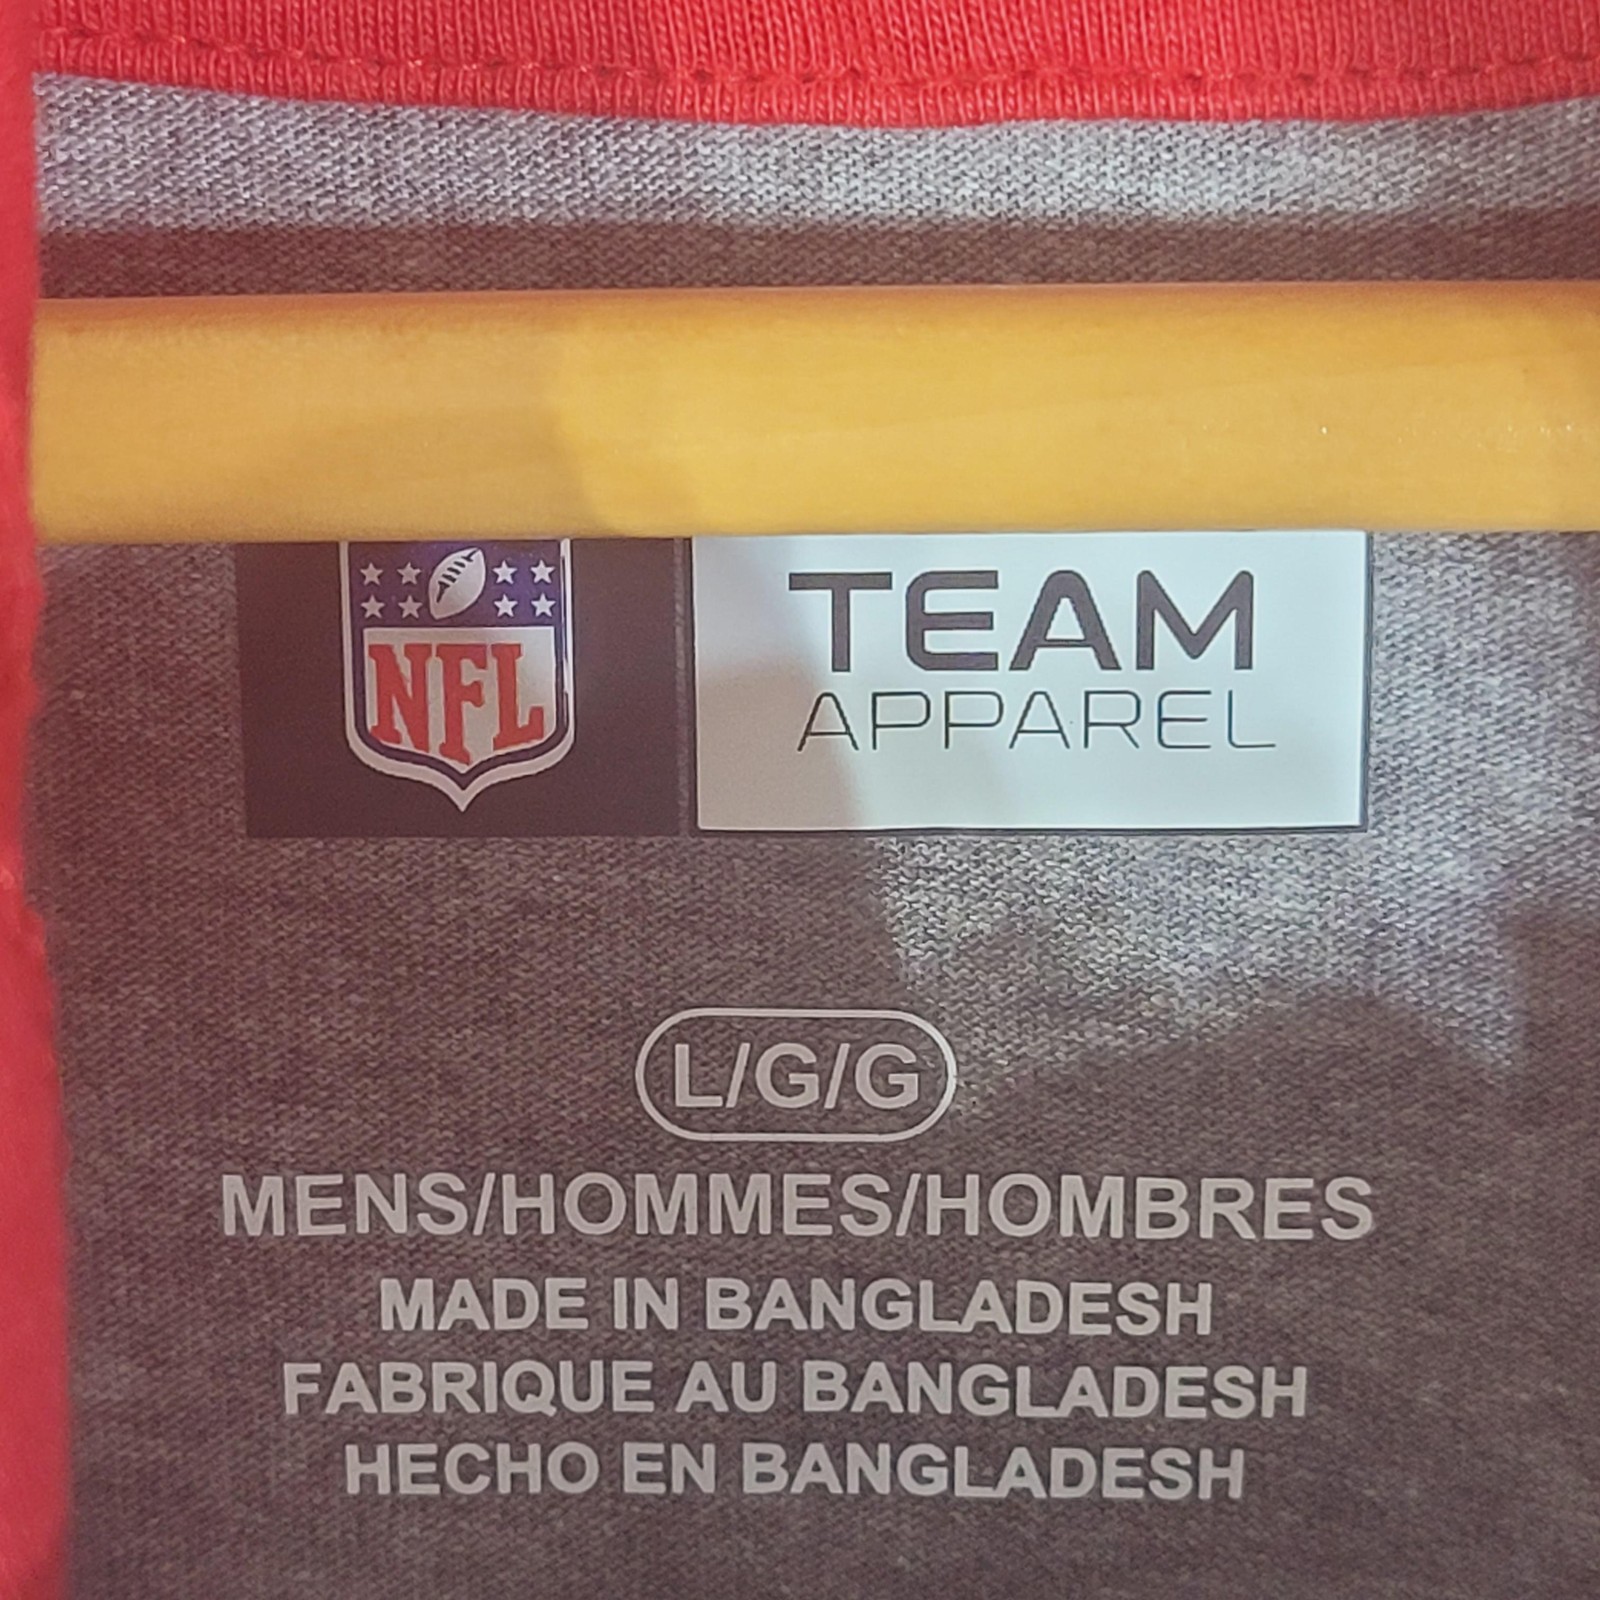 NFL
TEAM
APPAREL
L/G/G
MENS/HOMMES/HOMBRES
MADE IN BANGLADESH
FABRIQUE AU BANGLADESH
HECHO EN BANGLADESH